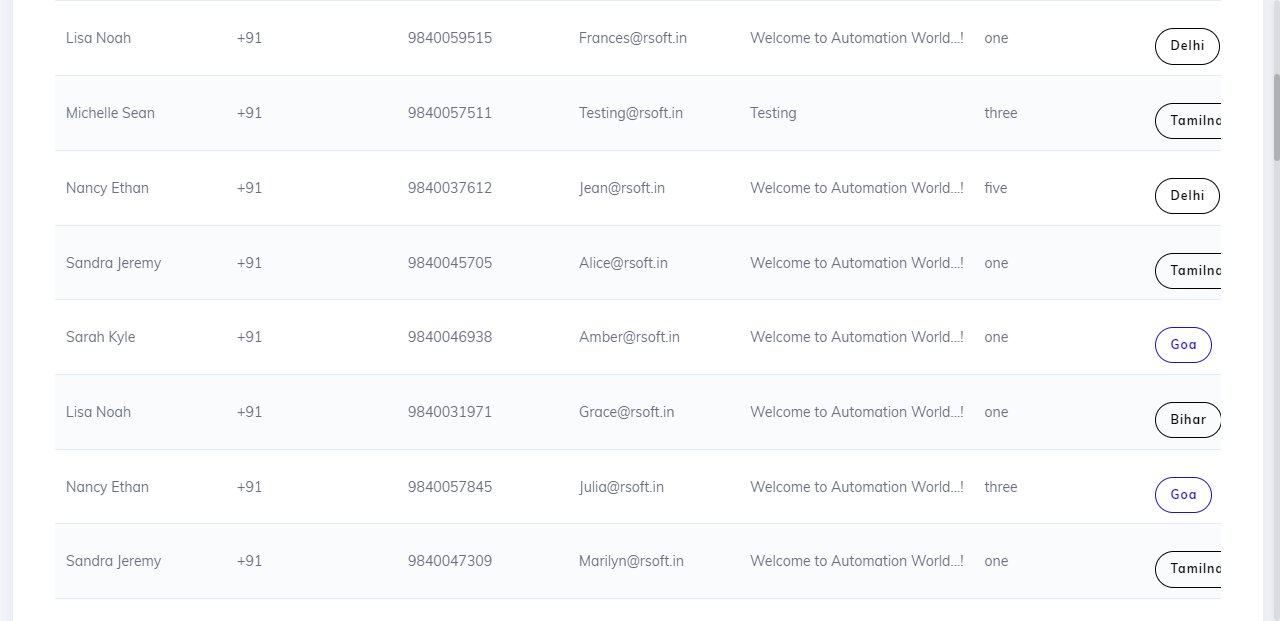 Lisa Noah +91 9840059515 Frances@rsoft.in Welcome to Automation World...! one Delhi
Michelle Sean +91 9840057511 Testing@rsoft.in Testing three Tamilna
Nancy Ethan +91 9840037612 Jean@rsoft.in Welcome to Automation World...! five Delhi
Sandra Jeremy +91 9840045705 Alice@rsoft.in Welcome to Automation World...! one Tamilna
Sarah Kyle +91 9840046938 Amber@rsoft.in Welcome to Automation World...! one Goa
Lisa Noah +91 9840031971 Grace@rsoft.in Welcome to Automation World...! one Bihar
Nancy Ethan +91 9840057845 Julia@rsoft.in Welcome to Automation World...! three Goa
Sandra Jeremy +91 9840047309 Marilyn@rsoft.in Welcome to Automation World...! one Tamilna